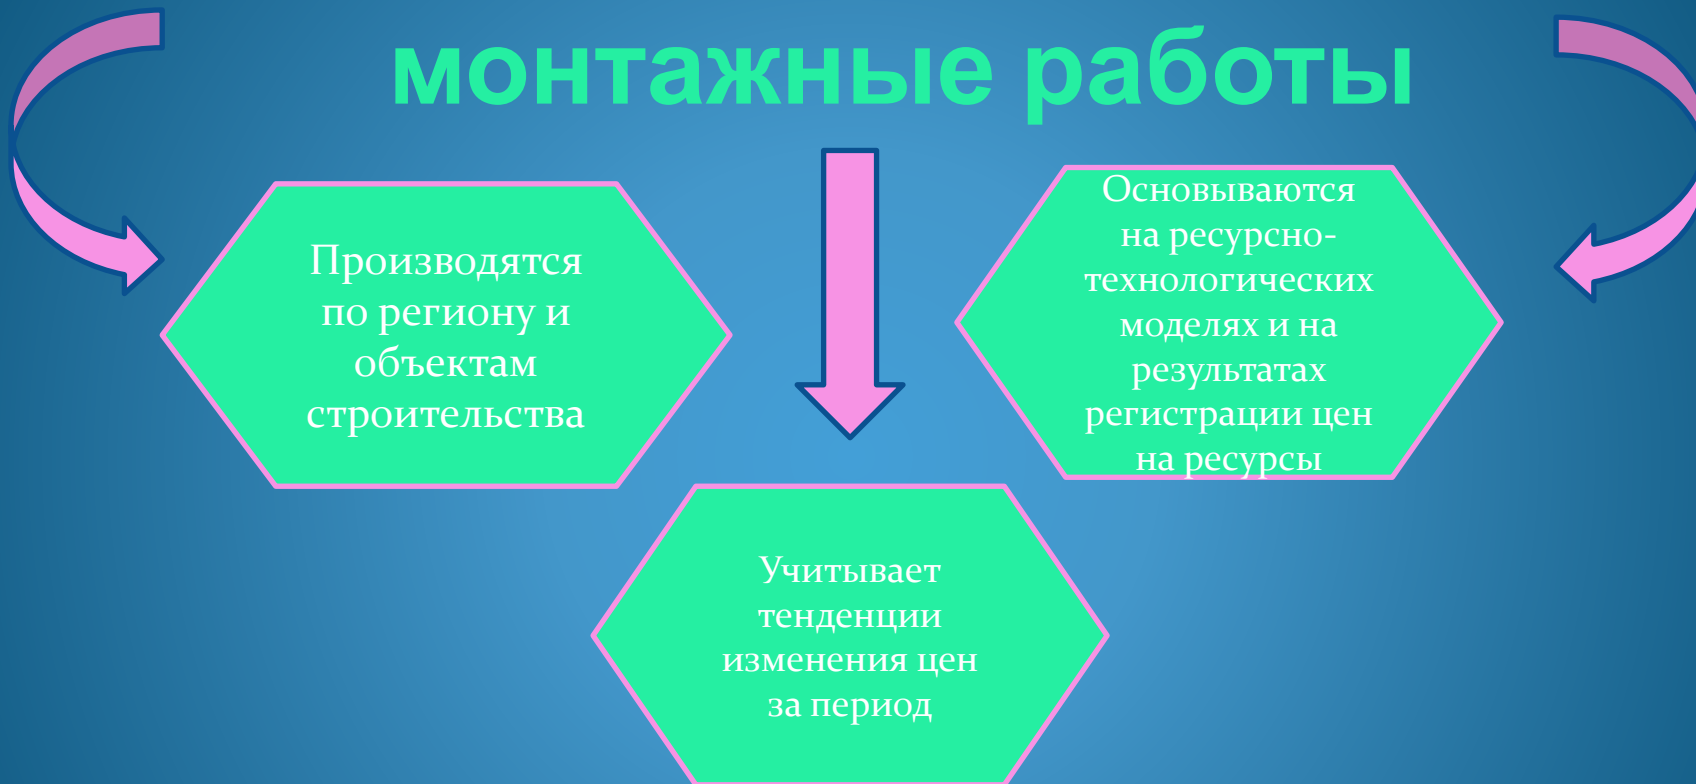 монтажные работы
Производятся
по региону и
объектам
строительства
Основываются
на ресурсно-
технологических
моделях и на
результатах
регистрации цен
на ресурсы
Учитывает
тенденции
изменения цен
за период